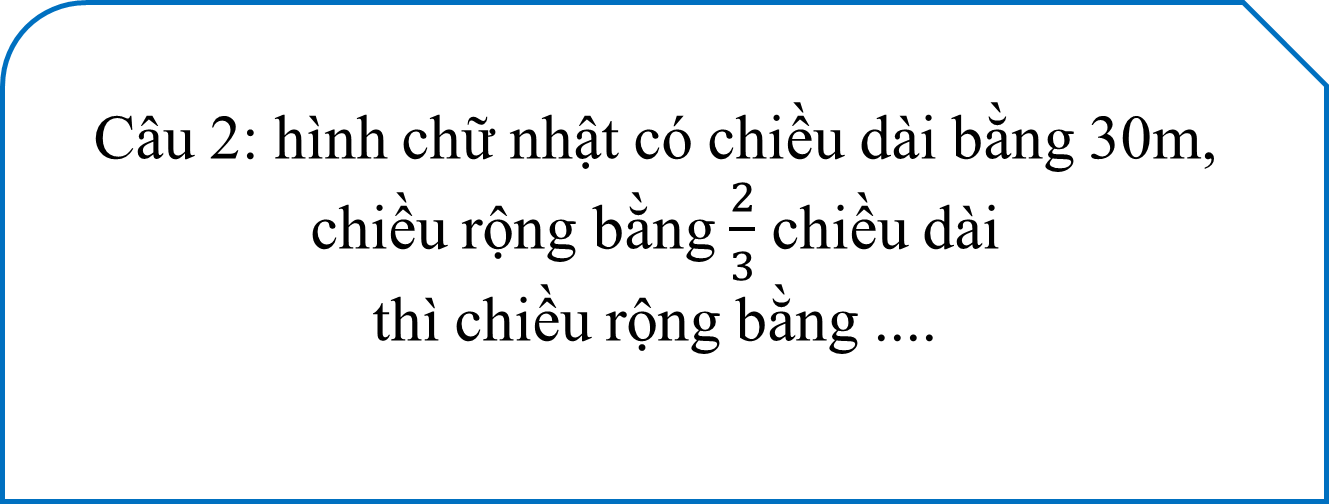 Câu 2: hình chữ nhật có chiều dài bằng 30m,
chiều rộng bằng 2/3 chiều dài
thì chiều rộng bằng ....